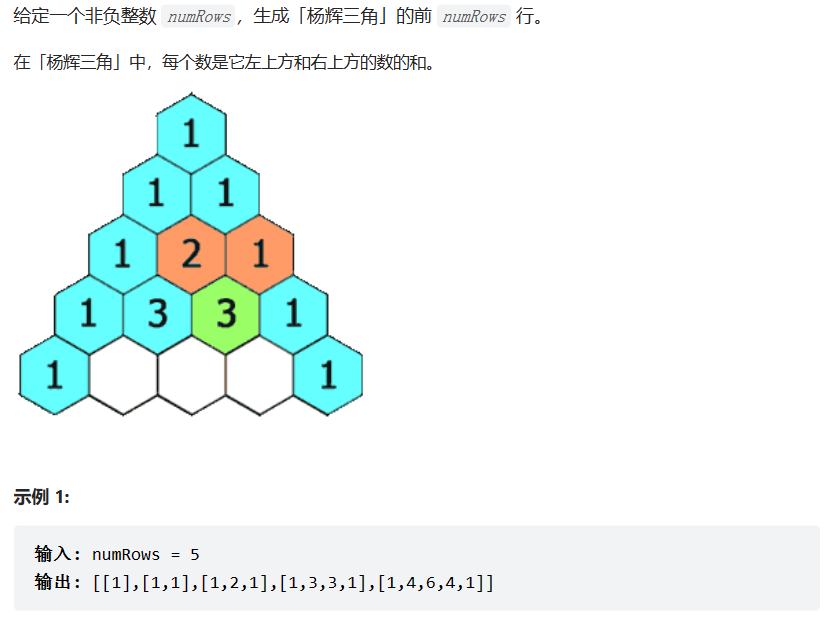 给定一个非负整数 numRows，生成「杨辉三角」的前 numRows 行。
在「杨辉三角」中，每个数是它左上方和右上方的数的和。
1
1 1
1 2 1
1 3 3 1
1 1
示例 1:
输入: numRows = 5
输出: [[1],[1,1],[1,2,1],[1,3,3,1],[1,4,6,4,1]]